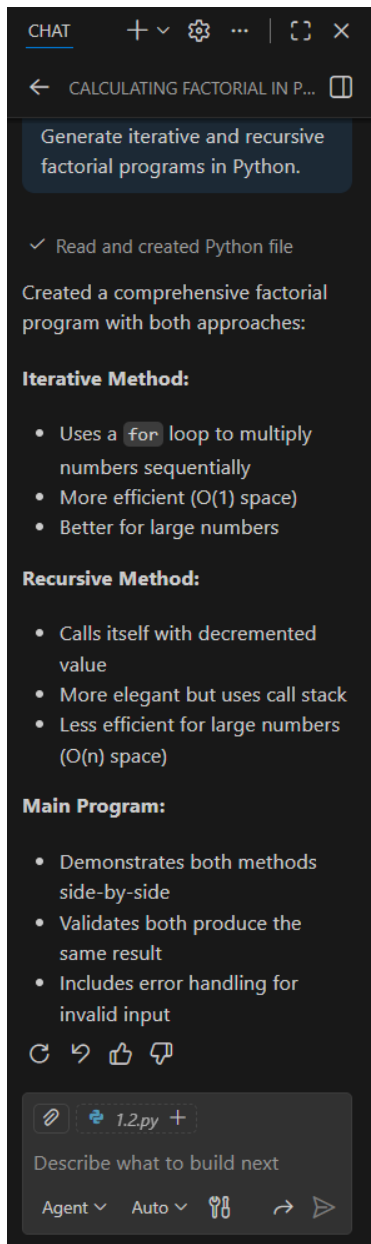 CHAT
CALCULATING FACTORIAL IN P...
Generate iterative and recursive
factorial programs in Python.
Read and created Python file
Created a comprehensive factorial
program with both approaches:
Iterative Method:
Uses a for loop to multiply
numbers sequentially
More efficient (O(1) space)
Better for large numbers
Recursive Method:
Calls itself with decremented
value
More elegant but uses call stack
Less efficient for large numbers
(O(n) space)
Main Program:
Demonstrates both methods
side-by-side
Validates both produce the
same result
Includes error handling for
invalid input
1.2.py
Describe what to build next
Agent Auto